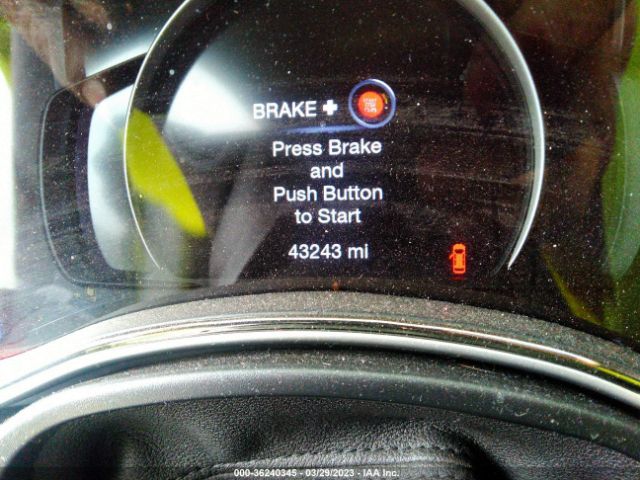 BRAKE +
Press Brake
and
Push Button
to Start
43243 mi
000-36240345 | 03/29/2023 - IAA Inc.